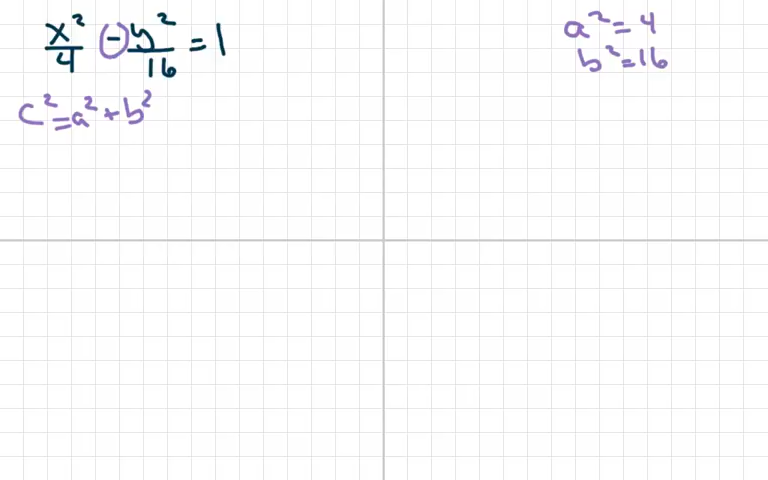 x²/4 - y²/16 = 1
c² = a² + b²
a² = 4
b² = 16